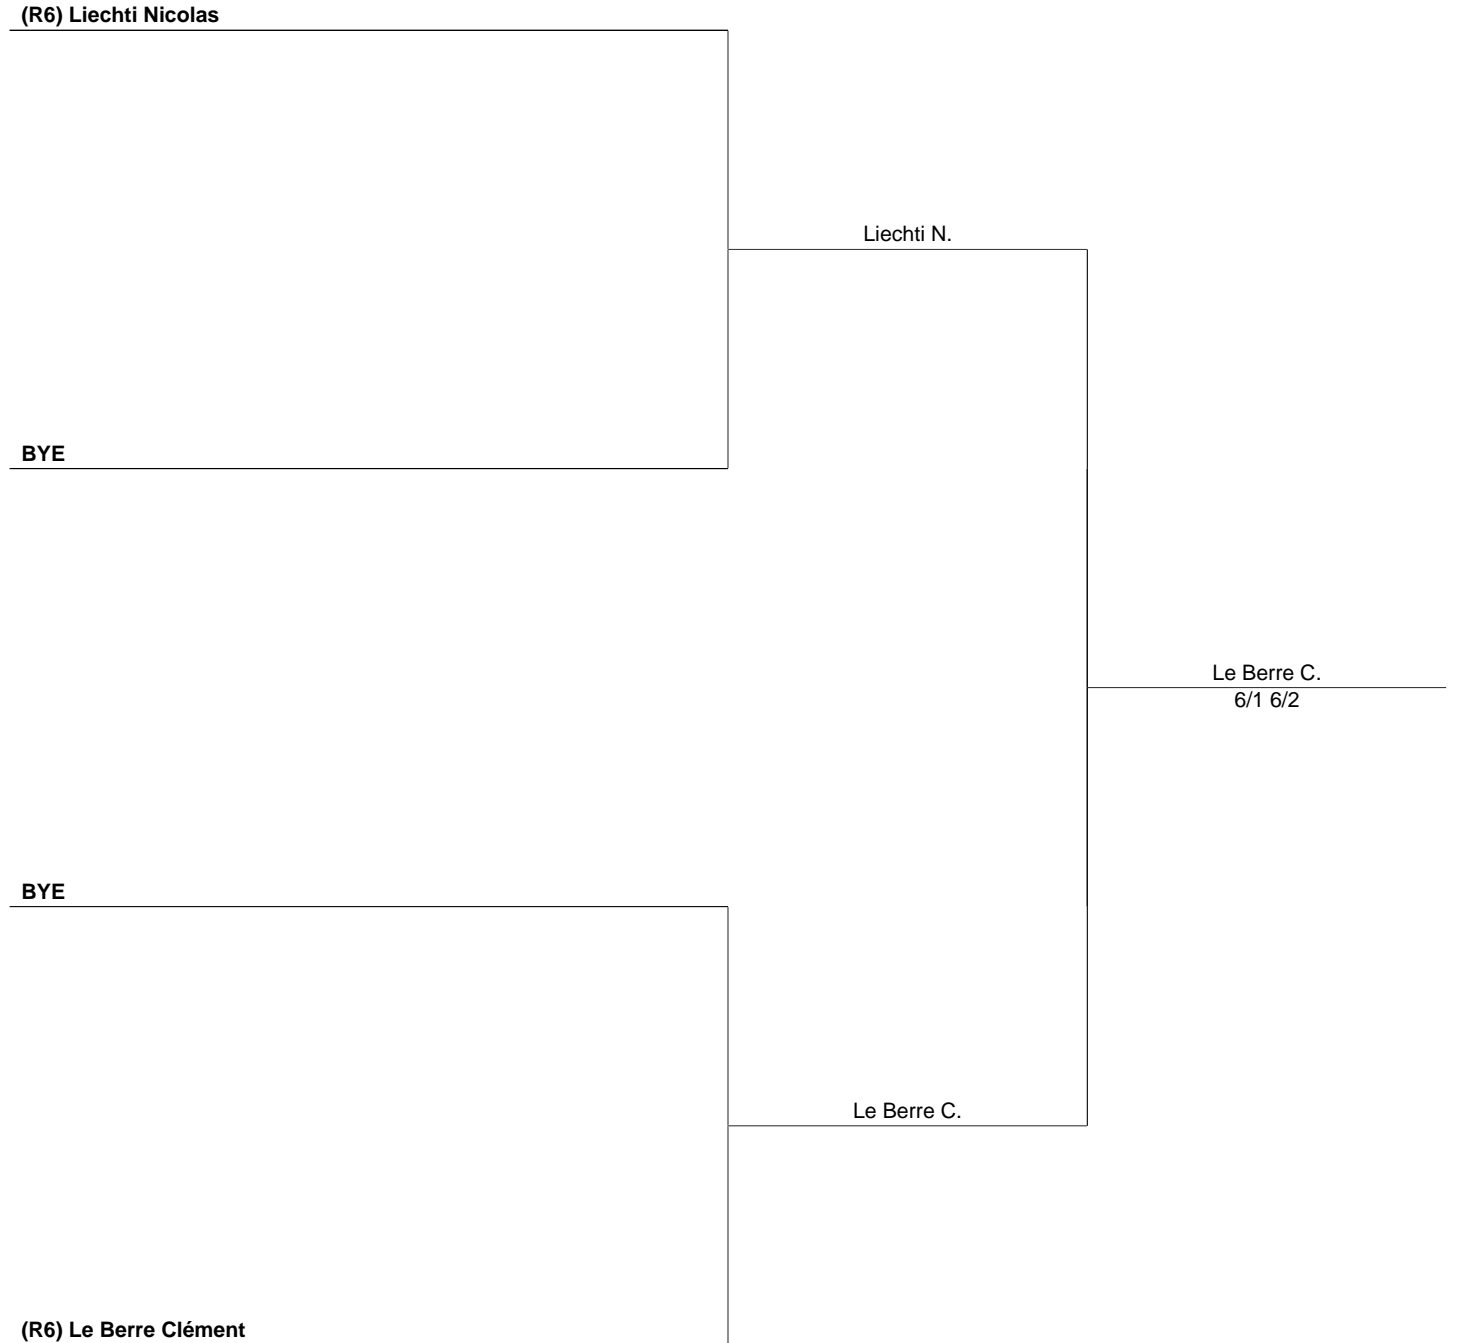 (R6) Liechti Nicolas
Liechti N.
BYE
Le Berre C.
6/1 6/2
BYE
Le Berre C.
(R6) Le Berre Clément